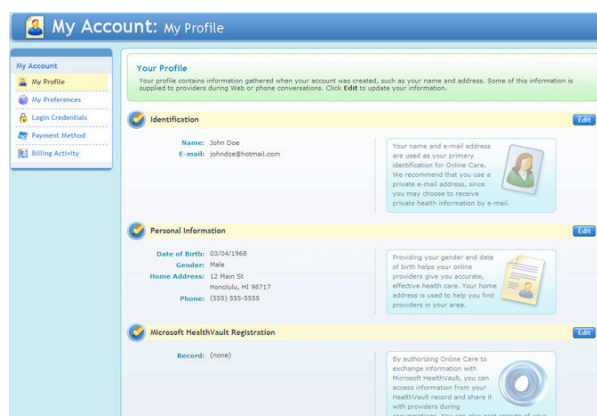 My Account: My Profile
My Account
My Profile
My Preferences
Login Credentials
Payment Method
Billing Activity
Your Profile
Your profile contains information gathered when your account was created, such as your name and address. Some of this information is
supplied to providers during Web or phone conversations. Click Edit to update your information.
Identification
Edit
Name: John Doe
E-mail: johndoe@hotmail.com
Your name and e-mail address
are used as your primary
identification for Online Care.
We recommend that you use a
private e-mail address, since
you may choose to receive
private health information by e-mail.
Personal Information
Edit
Date of Birth: 03/04/1968
Gender: Male
Home Address: 12 Main St
Honolulu, HI 98717
Phone: (555) 555-5555
Providing your gender and date
of birth helps your online
providers give you accurate,
effective health care. Your home
address is used to help you find
providers in your area.
Microsoft HealthVault Registration
Edit
Record: (none)
By authorizing Online Care to
exchange information with
Microsoft HealthVault, you can
access information from your
HealthVault record and share it
with providers during